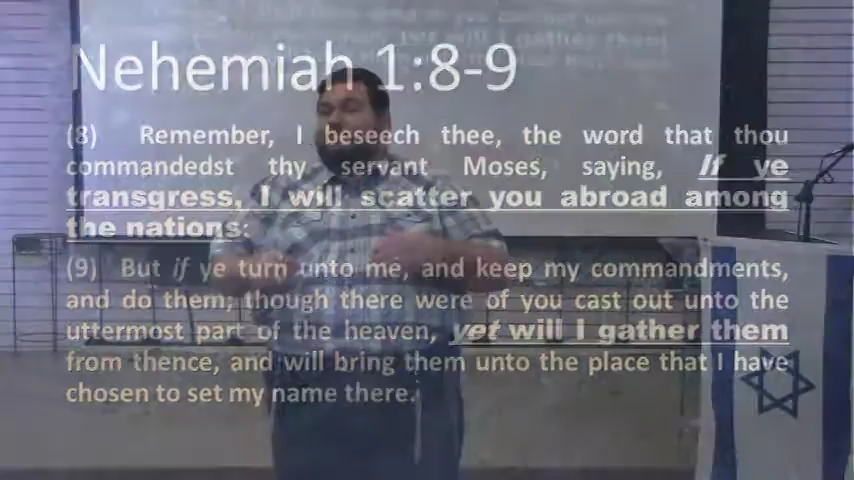 Nehemiah 1:8-9
(8) Remember, I beseech thee, the word that thou
commandedst thy servant Moses, saying, If ye
transgress, I will scatter you abroad among
the nations:
(9) But if ye turn unto me, and keep my commandments,
and do them; though there were of you cast out unto the
uttermost part of the heaven, yet will I gather them
from thence, and will bring them unto the place that I have
chosen to set my name there.